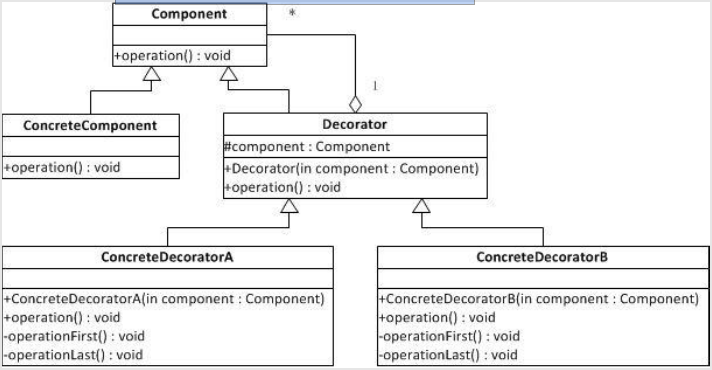 Component
*
+operation() : void
1
ConcreteComponent
+operation() : void
Decorator
#component : Component
+Decorator(in component : Component)
+operation() : void
ConcreteDecoratorA
+ConcreteDecoratorA(in component : Component)
+operation() : void
-operationFirst() : void
-operationLast() : void
ConcreteDecoratorB
+ConcreteDecoratorB(in component : Component)
+operation() : void
-operationFirst() : void
-operationLast() : void